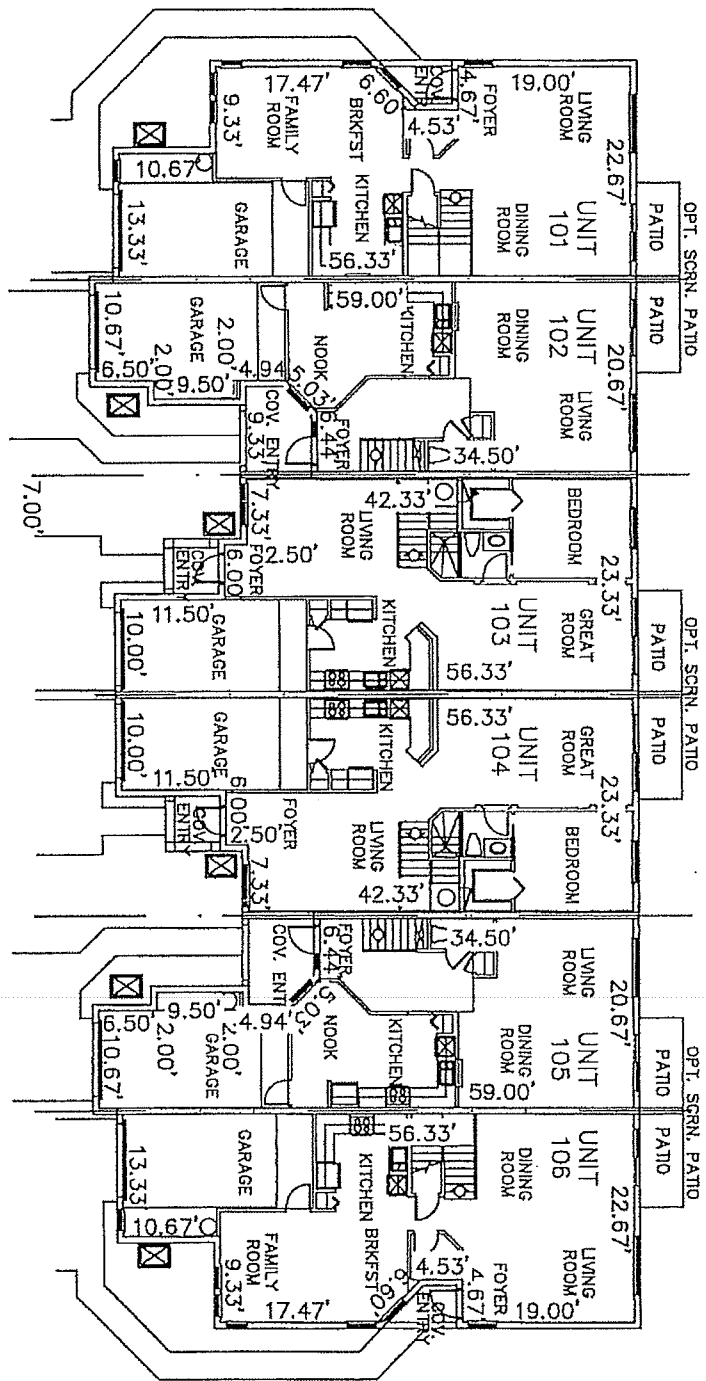 OPT. SCRN. PATIO
PATIO
PATIO
OPT. SCRN. PATIO
PATIO
PATIO
OPT. SCRN. PATIO
PATIO
PATIO
UNIT
101
22.67'
LIVING
ROOM
19.00'
DINING
ROOM
FOYER
4.67'
COV.
ENTRY
4.53'
6.60'
17.47'
BRKFST
KITCHEN
56.33'
FAMILY
ROOM
9.33'
10.67'
GARAGE
13.33'
UNIT
102
20.67'
DINING
ROOM
LIVING
ROOM
59.00'
KITCHEN
NOOK
34.50'
FOYER
6.44'
5.03'
COV. ENTRY
9.33'
4.94'
GARAGE
2.00'
9.50'
2.00'
6.50'
10.67'
7.00'
UNIT
103
23.33'
BEDROOM
GREAT
ROOM
56.33'
42.33'
LIVING
ROOM
KITCHEN
FOYER
7.33'
2.50'
6.00'
COV.
ENTRY
GARAGE
11.50'
10.00'
UNIT
104
23.33'
GREAT
ROOM
BEDROOM
56.33'
42.33'
KITCHEN
LIVING
ROOM
FOYER
7.33'
2.50'
6.00'
COV.
ENTRY
GARAGE
11.50'
10.00'
UNIT
105
20.67'
LIVING
ROOM
DINING
ROOM
59.00'
34.50'
KITCHEN
NOOK
FOYER
6.44'
5.03'
COV. ENT
4.94'
GARAGE
2.00'
9.50'
2.00'
6.50'
10.67'
UNIT
106
22.67'
DINING
ROOM
LIVING
ROOM
19.00'
56.33'
FOYER
4.67'
COV.
ENTRY
4.53'
6.60'
KITCHEN
BRKFST
17.47'
FAMILY
ROOM
9.33'
10.67'
GARAGE
13.33'